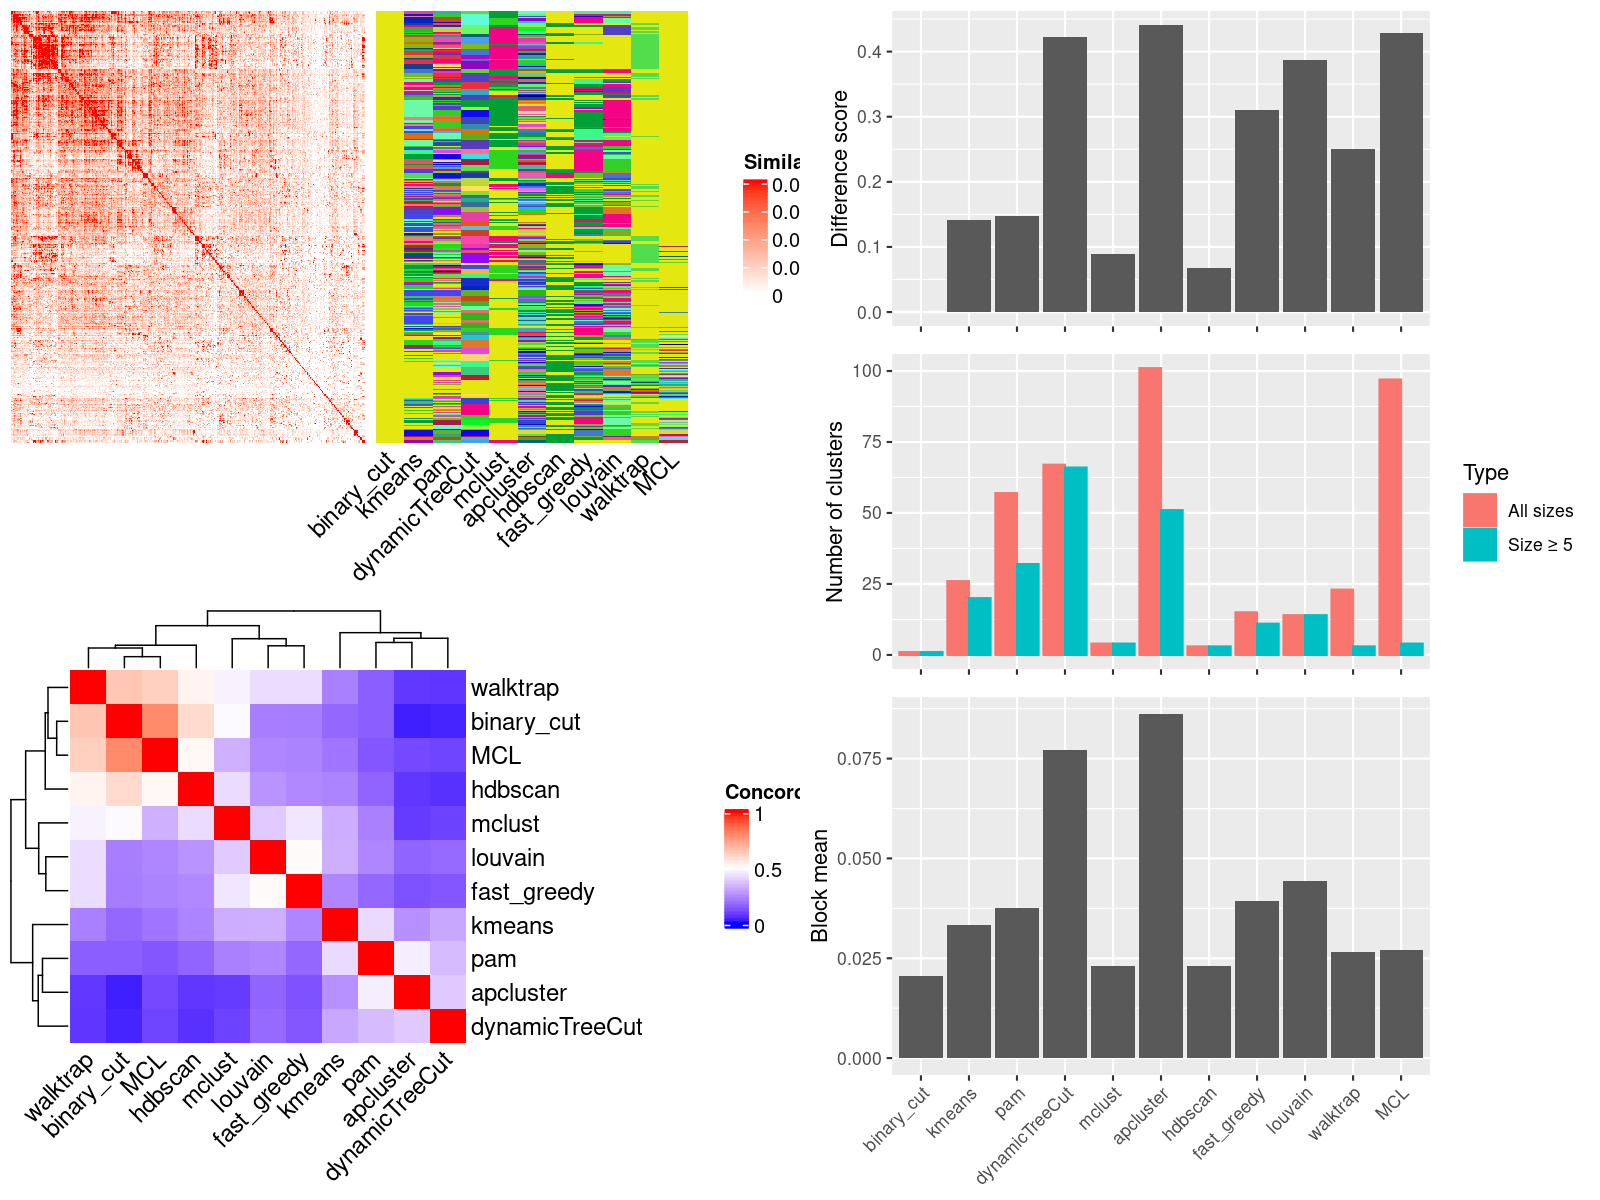 Simila
0.0
0.0
0.0
0.0
0
binary_cut
kmeans
pam
dynamicTreeCut
mclust
apcluster
hdbscan
fast_greedy
louvain
walktrap
MCL
walktrap
binary_cut
MCL
hdbscan
mclust
louvain
fast_greedy
kmeans
pam
apcluster
dynamicTreeCut
Concord
1
0.5
0
walktrap
binary_cut
MCL
hdbscan
mclust
louvain
fast_greedy
kmeans
pam
apcluster
dynamicTreeCut
Difference score
0.4
0.3
0.2
0.1
0.0
Number of clusters
100
75
50
25
0
Type
All sizes
Size ≥ 5
Block mean
0.075
0.050
0.025
0.000
binary_cut
kmeans
pam
dynamicTreeCut
mclust
apcluster
hdbscan
fast_greedy
louvain
walktrap
MCL